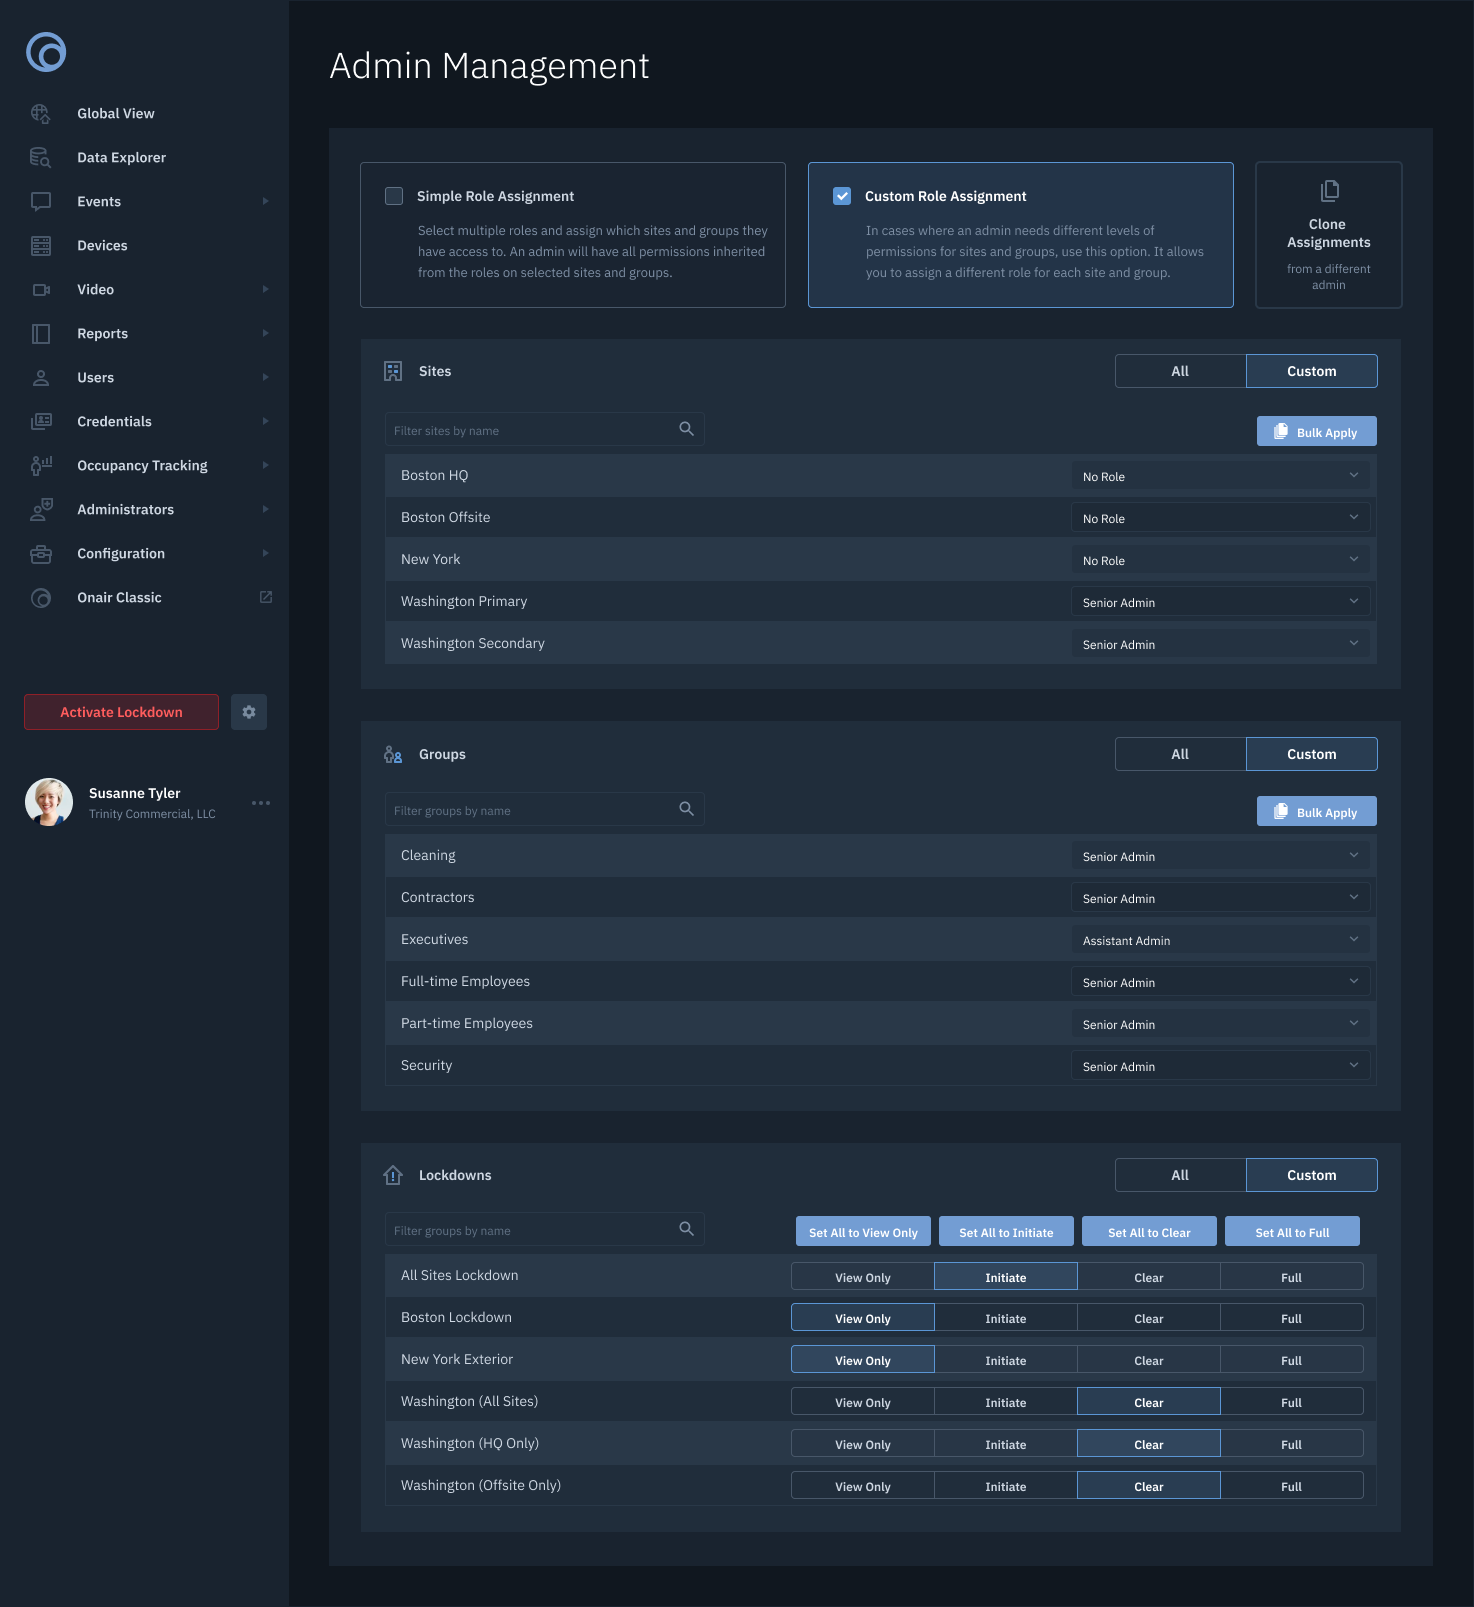 Global View
Data Explorer
Events
Devices
Video
Reports
Users
Credentials
Occupancy Tracking
Administrators
Configuration
Onair Classic
Activate Lockdown
Susanne Tyler
Trinity Commercial, LLC
Admin Management
Simple Role Assignment
Select multiple roles and assign which sites and groups they
have access to. An admin will have all permissions inherited
from the roles on selected sites and groups.
Custom Role Assignment
In cases where an admin needs different levels of
permissions for sites and groups, use this option. It allows
you to assign a different role for each site and group.
Clone
Assignments
from a different
admin
Sites
All
Custom
Filter sites by name
Bulk Apply
Boston HQ
No Role
Boston Offsite
No Role
New York
No Role
Washington Primary
Senior Admin
Washington Secondary
Senior Admin
Groups
All
Custom
Filter groups by name
Bulk Apply
Cleaning
Senior Admin
Contractors
Senior Admin
Executives
Assistant Admin
Full-time Employees
Senior Admin
Part-time Employees
Senior Admin
Security
Senior Admin
Lockdowns
All
Custom
Filter groups by name
Set All to View Only
Set All to Initiate
Set All to Clear
Set All to Full
All Sites Lockdown
View Only
Initiate
Clear
Full
Boston Lockdown
View Only
Initiate
Clear
Full
New York Exterior
View Only
Initiate
Clear
Full
Washington (All Sites)
View Only
Initiate
Clear
Full
Washington (HQ Only)
View Only
Initiate
Clear
Full
Washington (Offsite Only)
View Only
Initiate
Clear
Full